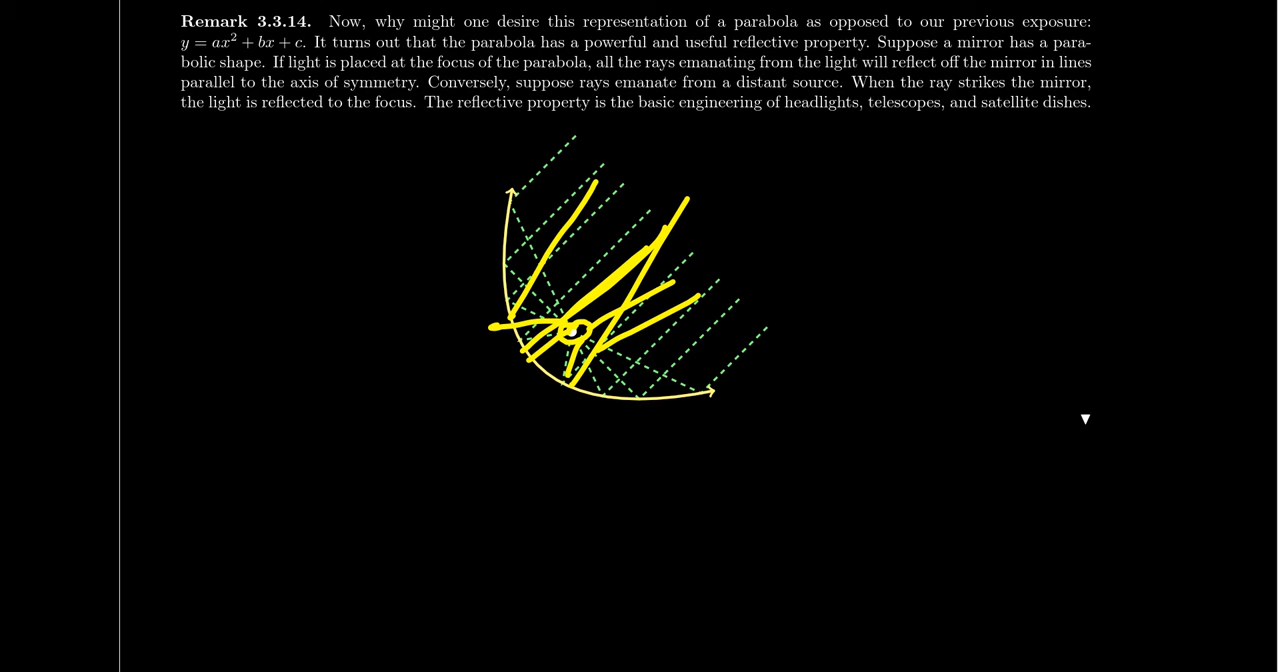 Remark 3.3.14. Now, why might one desire this representation of a parabola as opposed to our previous exposure:
y = ax² + bx + c. It turns out that the parabola has a powerful and useful reflective property. Suppose a mirror has a para-
bolic shape. If light is placed at the focus of the parabola, all the rays emanating from the light will reflect off the mirror in lines
parallel to the axis of symmetry. Conversely, suppose rays emanate from a distant source. When the ray strikes the mirror,
the light is reflected to the focus. The reflective property is the basic engineering of headlights, telescopes, and satellite dishes.